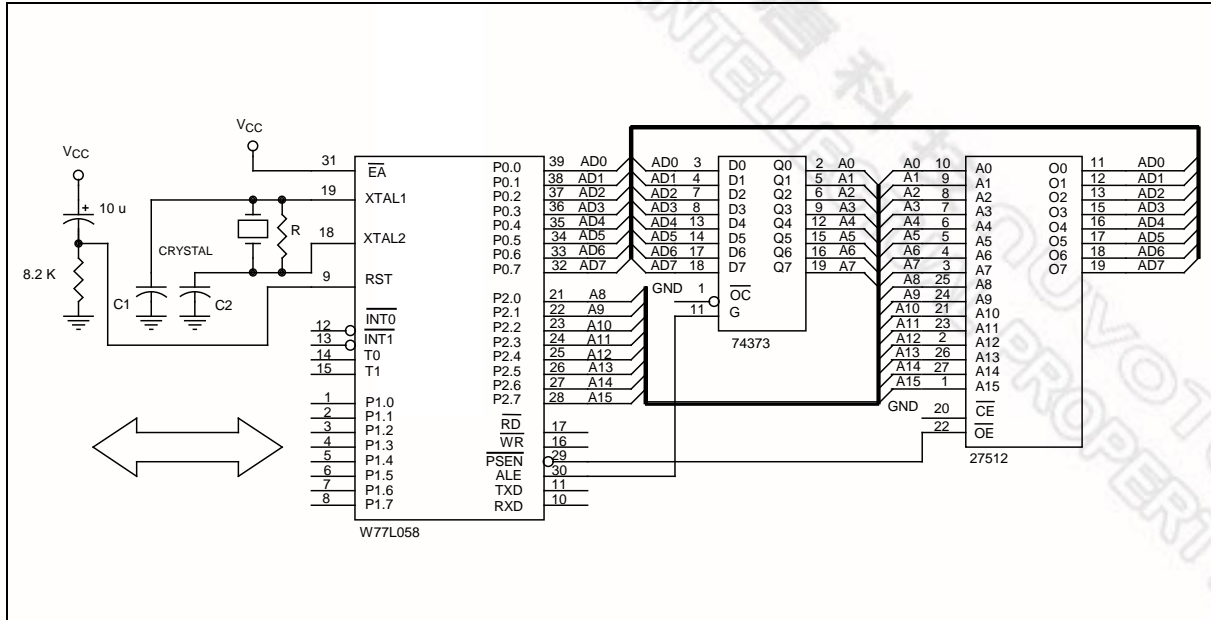 VCC
VCC
10 u
8.2 K
CRYSTAL
R
C1
C2
31 EA
19 XTAL1
18 XTAL2
9 RST
12 INT0
13 INT1
14 T0
15 T1
1 P1.0
2 P1.1
3 P1.2
4 P1.3
5 P1.4
6 P1.5
7 P1.6
8 P1.7
P0.0 39 AD0
P0.1 38 AD1
P0.2 37 AD2
P0.3 36 AD3
P0.4 35 AD4
P0.5 34 AD5
P0.6 33 AD6
P0.7 32 AD7
P2.0 21 A8
P2.1 22 A9
P2.2 23 A10
P2.3 24 A11
P2.4 25 A12
P2.5 26 A13
P2.6 27 A14
P2.7 28 A15
RD 17
WR 16
PSEN 29
ALE 30
TXD 11
RXD 10
W77L058
AD0 3 D0 Q0 2 A0
AD1 4 D1 Q1 5 A1
AD2 7 D2 Q2 6 A2
AD3 8 D3 Q3 9 A3
AD4 13 D4 Q4 12 A4
AD5 14 D5 Q5 15 A5
AD6 17 D6 Q6 16 A6
AD7 18 D7 Q7 19 A7
GND 1 OC
11 G
74373
A0 10 A0
A1 9 A1
A2 8 A2
A3 7 A3
A4 6 A4
A5 5 A5
A6 4 A6
A7 3 A7
A8 25 A8
A9 24 A9
A10 21 A10
A11 23 A11
A12 2 A12
A13 26 A13
A14 27 A14
A15 1 A15
GND 20 CE
22 OE
O0 11 AD0
O1 12 AD1
O2 13 AD2
O3 15 AD3
O4 16 AD4
O5 17 AD5
O6 18 AD6
O7 19 AD7
27512
科技
NUVOTO
INTELLEC
PROPERT